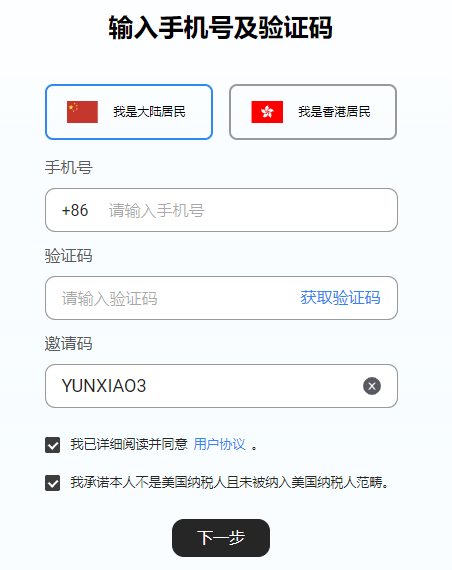 输入手机号及验证码
我是大陆居民
我是香港居民
手机号
+86 请输入手机号
验证码
请输入验证码 获取验证码
邀请码
YUNXIAO3
我已详细阅读并同意 用户协议 。
我承诺本人不是美国纳税人且未被纳入美国纳税人范畴。
下一步